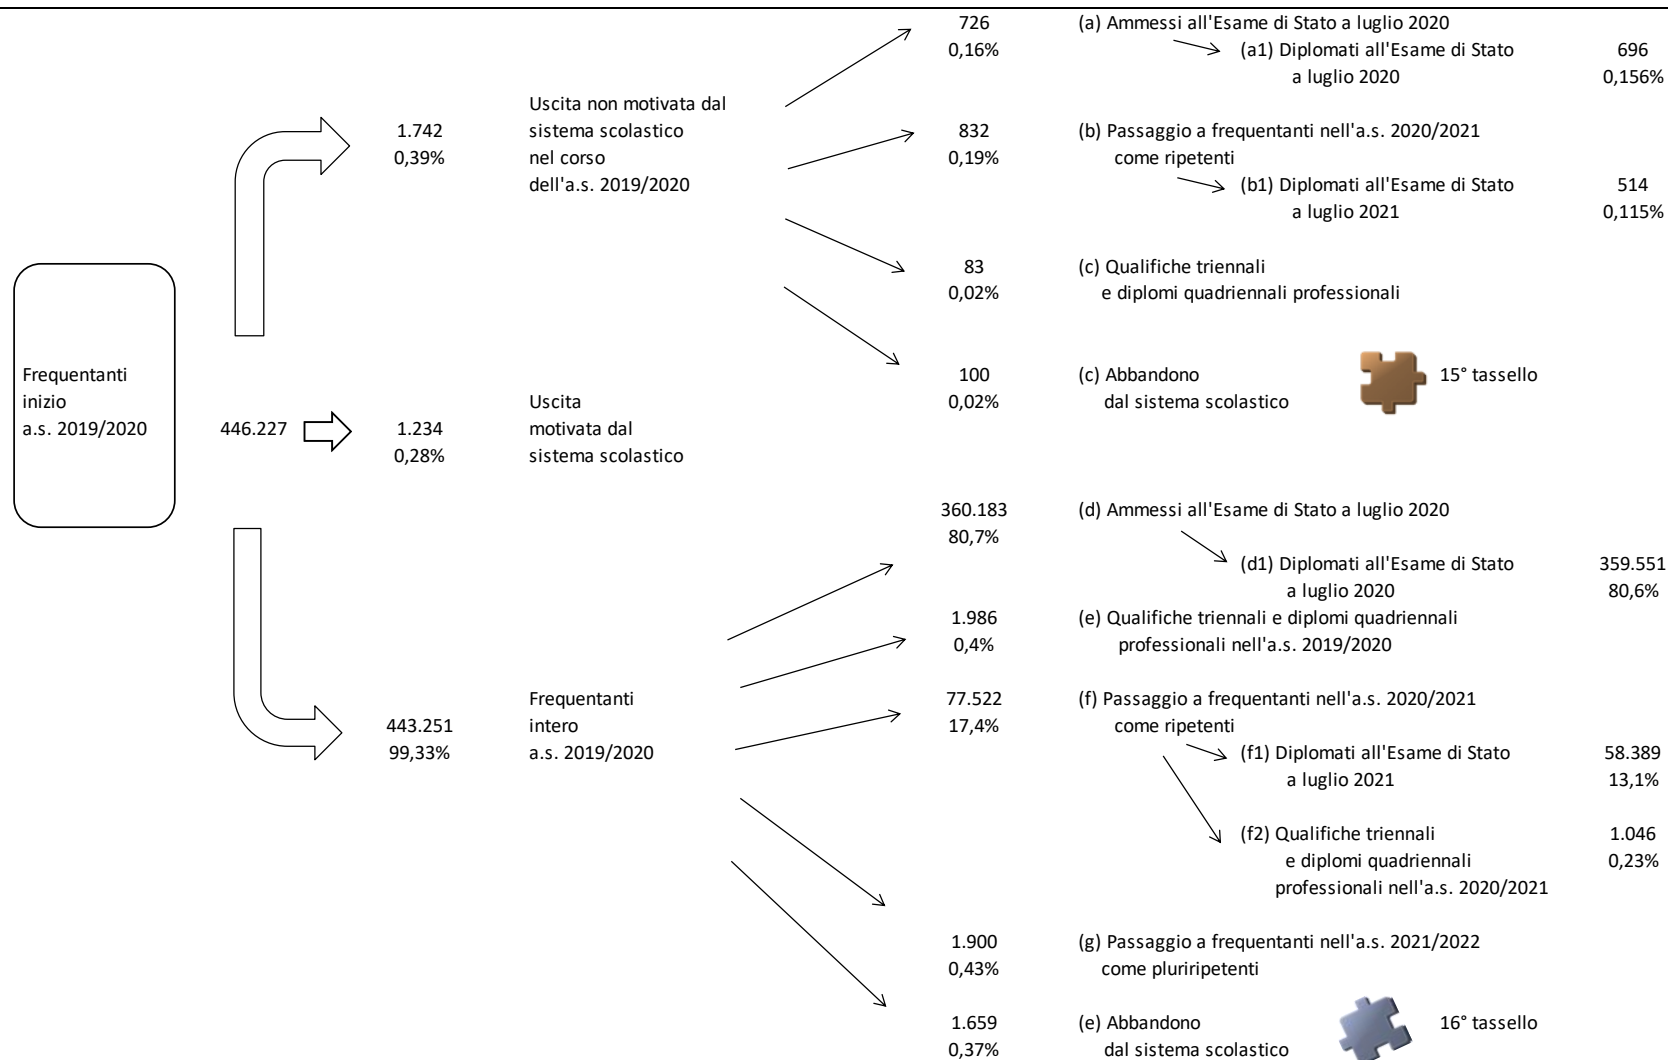 726 (a) Ammessi all'Esame di Stato a luglio 2020
0,16% (a1) Diplomati all'Esame di Stato 696
a luglio 2020 0,156%
Uscita non motivata dal
1.742 sistema scolastico 832 (b) Passaggio a frequentanti nell'a.s. 2020/2021
0,39% nel corso 0,19% come ripetenti
dell'a.s. 2019/2020 (b1) Diplomati all'Esame di Stato 514
a luglio 2021 0,115%
83 (c) Qualifiche triennali
0,02% e diplomi quadriennali professionali
Frequentanti 100 (c) Abbandono 15° tassello
inizio Uscita 0,02% dal sistema scolastico
a.s. 2019/2020 446.227 1.234 motivata dal
0,28% sistema scolastico
360.183 (d) Ammessi all'Esame di Stato a luglio 2020
80,7%
(d1) Diplomati all'Esame di Stato 359.551
a luglio 2020 80,6%
1.986 (e) Qualifiche triennali e diplomi quadriennali
0,4% professionali nell'a.s. 2019/2020
Frequentanti 77.522 (f) Passaggio a frequentanti nell'a.s. 2020/2021
443.251 intero 17,4% come ripetenti
99,33% a.s. 2019/2020 (f1) Diplomati all'Esame di Stato 58.389
a luglio 2021 13,1%
(f2) Qualifiche triennali 1.046
e diplomi quadriennali 0,23%
professionali nell'a.s. 2020/2021
1.900 (g) Passaggio a frequentanti nell'a.s. 2021/2022
0,43% come pluriripetenti
1.659 (e) Abbandono 16° tassello
0,37% dal sistema scolastico